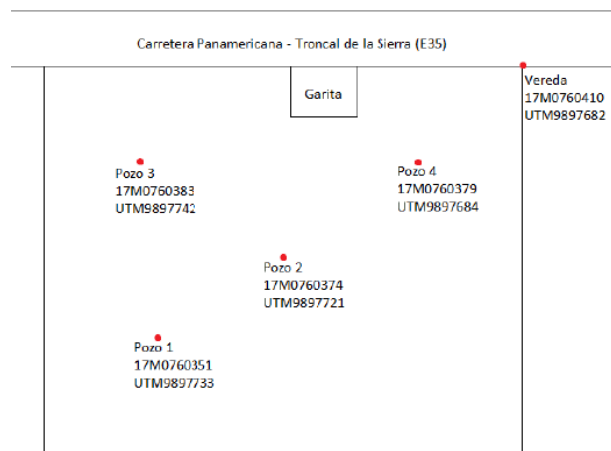 Carretera Panamericana - Troncal de la Sierra (E35)
Garita
Vereda
17M0760410
UTM9897682
Pozo 3
17M0760383
UTM9897742
Pozo 4
17M0760379
UTM9897684
Pozo 2
17M0760374
UTM9897721
Pozo 1
17M0760351
UTM9897733